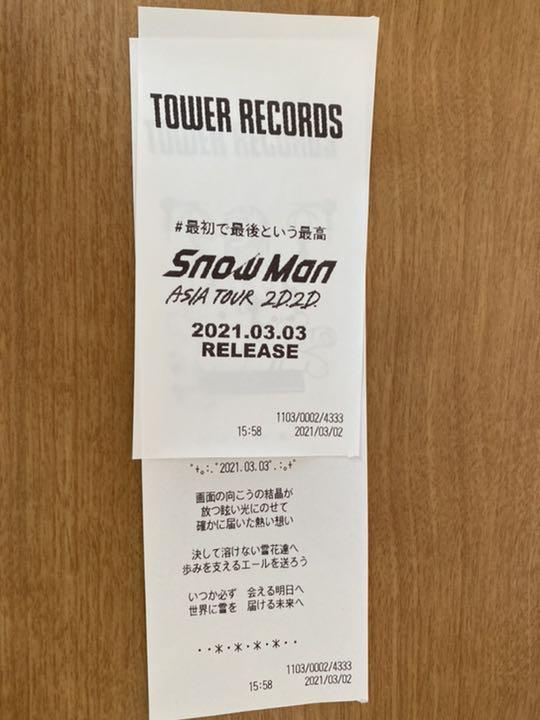 TOWER RECORDS
#最初で最後という最高
Snow Man
ASIA TOUR 2D.2D.
2021.03.03
RELEASE
1103/0002/4333
15:58 2021/03/02
ﾟ+｡:.ﾟ2021.03.03ﾟ.:｡+ﾟ
画面の向こうの結晶が
放つ眩い光にのせて
確かに届いた熱い想い
決して溶けない雪花達へ
歩みを支えるエールを送ろう
いつか必ず 会える明日へ
世界に雪を 届ける未来へ
・・＊・＊・＊・＊・・
1103/0002/4333
15:58 2021/03/02